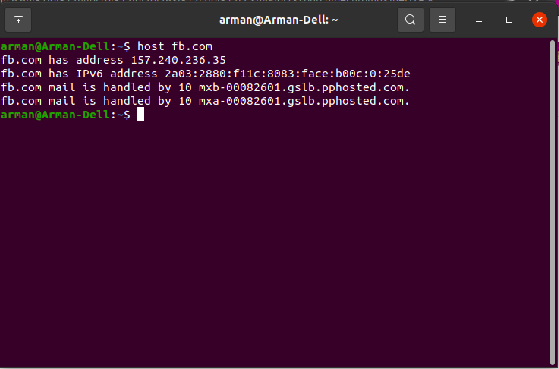 arman@Arman-Dell: ~
arman@Arman-Dell:~$ host fb.com
fb.com has address 157.240.236.35
fb.com has IPv6 address 2a03:2880:f11c:8083:face:b00c:0:25de
fb.com mail is handled by 10 mxb-00082601.gslb.pphosted.com.
fb.com mail is handled by 10 mxa-00082601.gslb.pphosted.com.
arman@Arman-Dell:~$